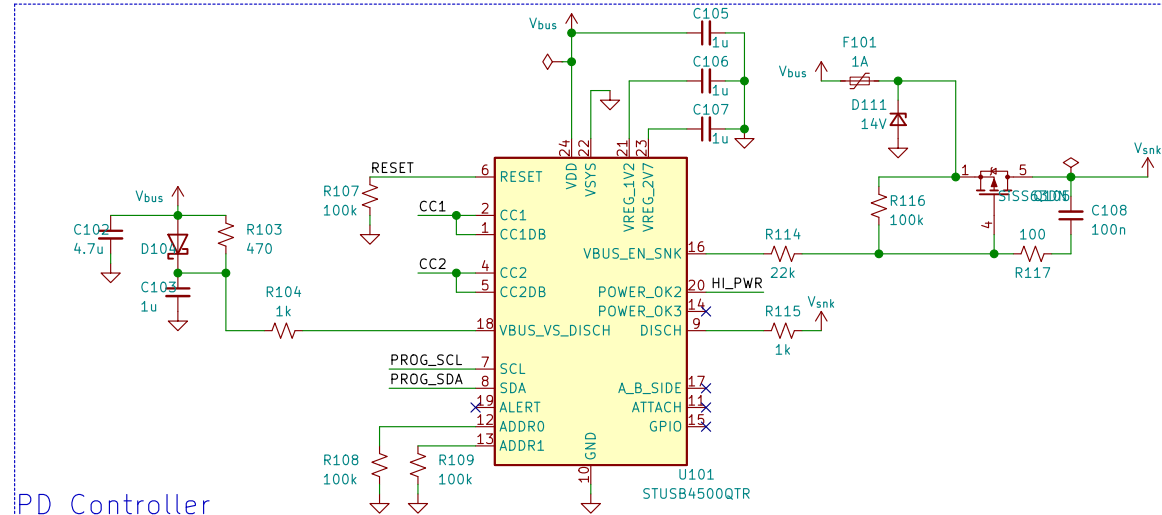 C105
Vbus
1u
F101
C106
1A
Vbus
1u
C107
D111
1u
14V
24
22
21
23
Vsnk
RESET
6
RESET
VDD
VSYS
VREG_1V2
VREG_2V7
1
5
R107
100k
Vbus
R116
100k
CC1
2
CC1
C108
100n
1
CC1DB
4
C102
4.7u
R103
470
D104
R114
100
VBUS_EN_SNK
16
CC2
4
CC2
22k
R117
5
CC2DB
POWER_OK2
20
HI_PWR
C103
1u
R104
POWER_OK3
14
R115
Vsnk
1k
18
VBUS_VS_DISCH
DISCH
9
1k
PROG_SCL
7
SCL
PROG_SDA
8
SDA
A_B_SIDE
17
19
ALERT
ATTACH
11
12
ADDR0
GPIO
15
13
ADDR1
GND
R108
100k
R109
100k
10
U101
STUSB4500QTR
PD Controller